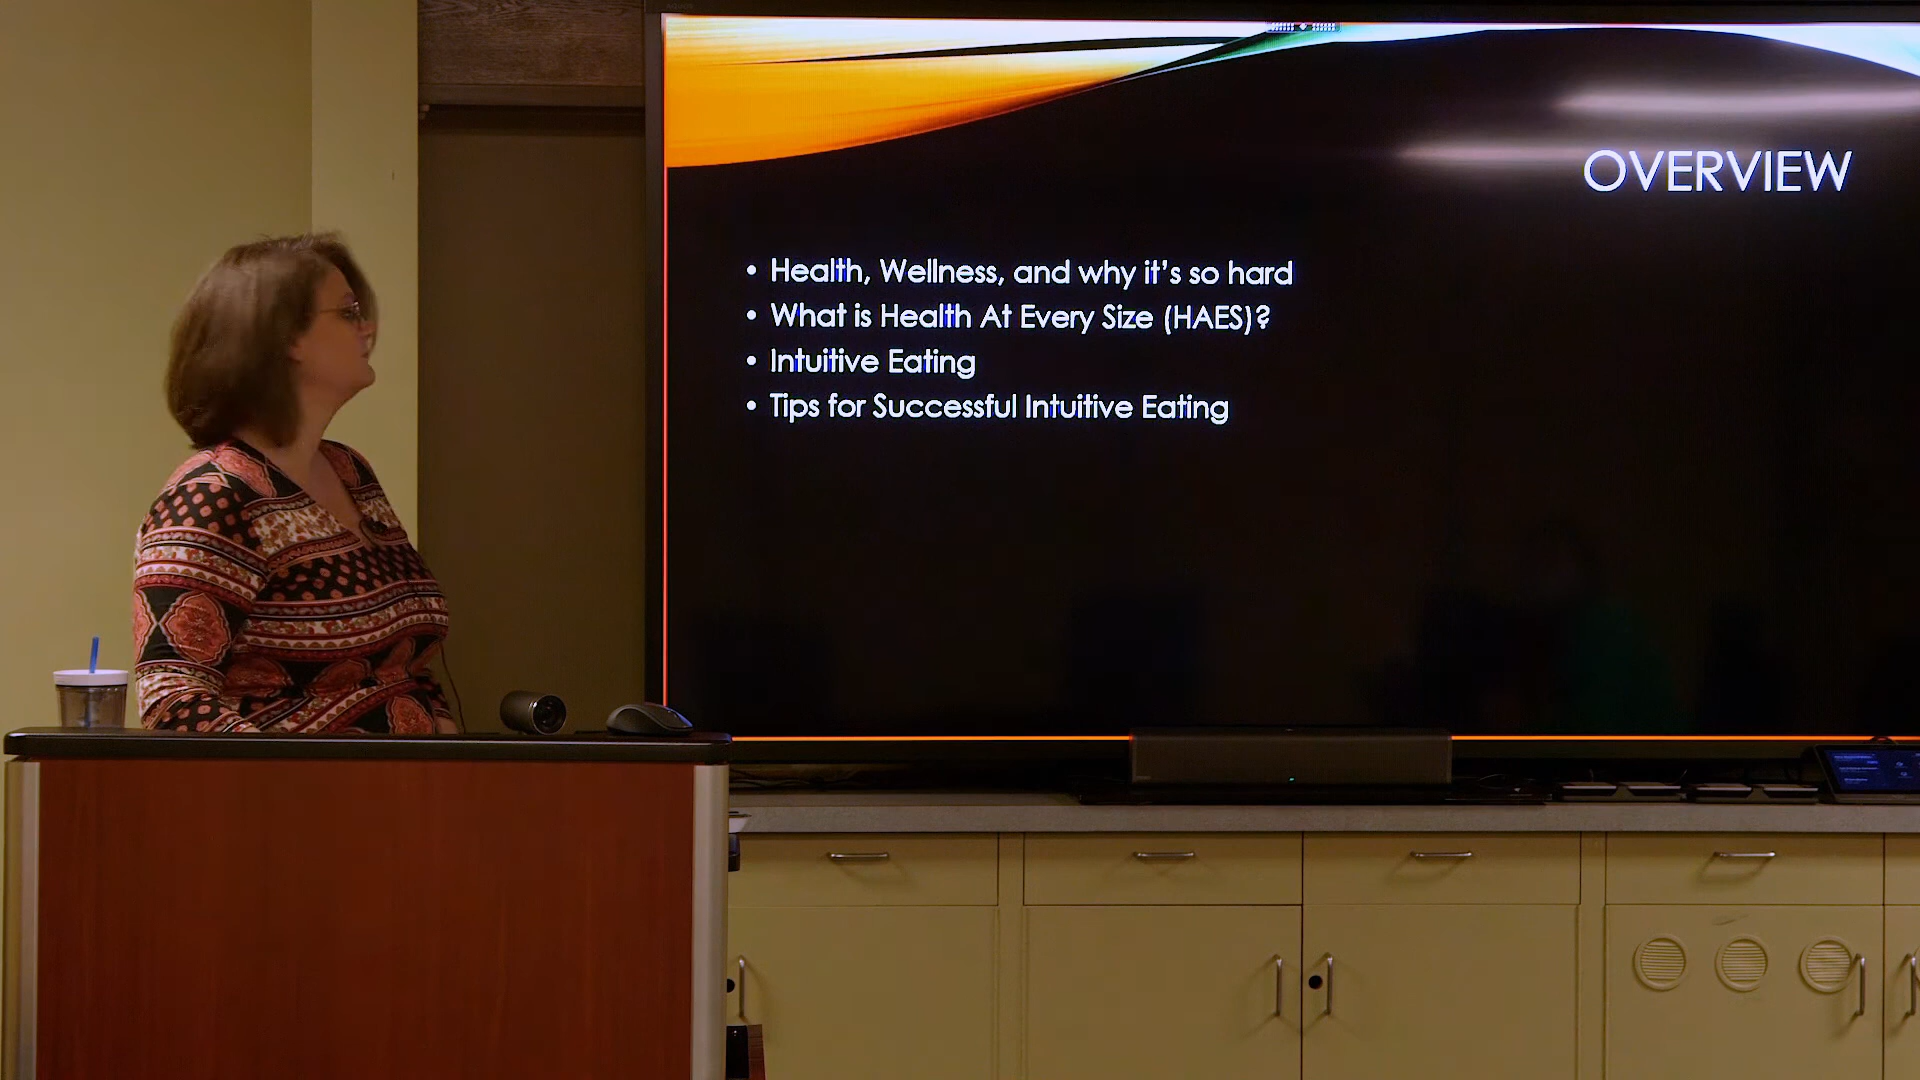 OVERVIEW
• Health, Wellness, and why it's so hard
• What is Health At Every Size (HAES)?
• Intuitive Eating
• Tips for Successful Intuitive Eating